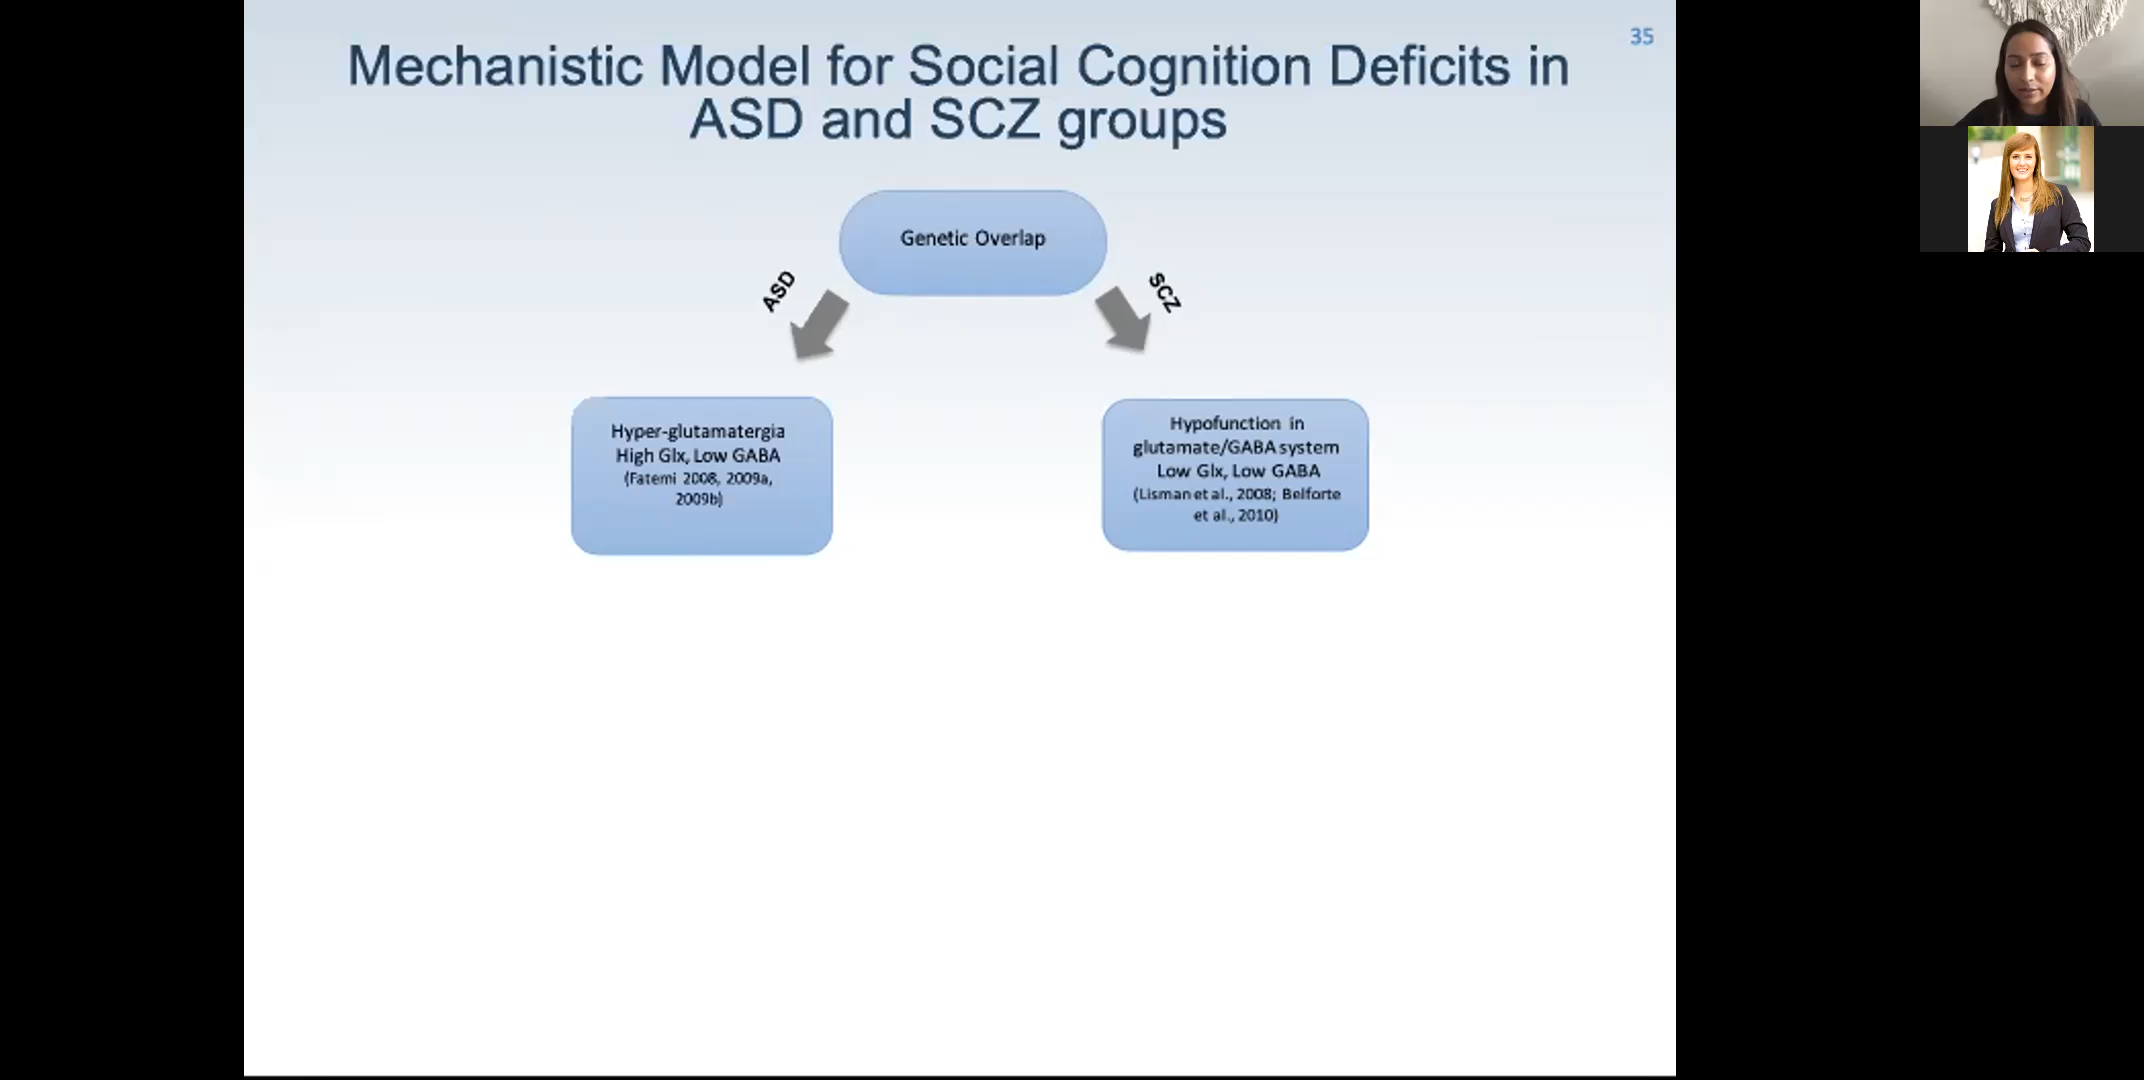 35
Mechanistic Model for Social Cognition Deficits in
ASD and SCZ groups
Genetic Overlap
ASD
SCZ
Hyper-glutamatergia
High Glx, Low GABA
(Fatemi 2008, 2009a,
2009b)
Hypofunction in
glutamate/GABA system
Low Glx, Low GABA
(Lisman et al., 2008; Belforte
et al., 2010)